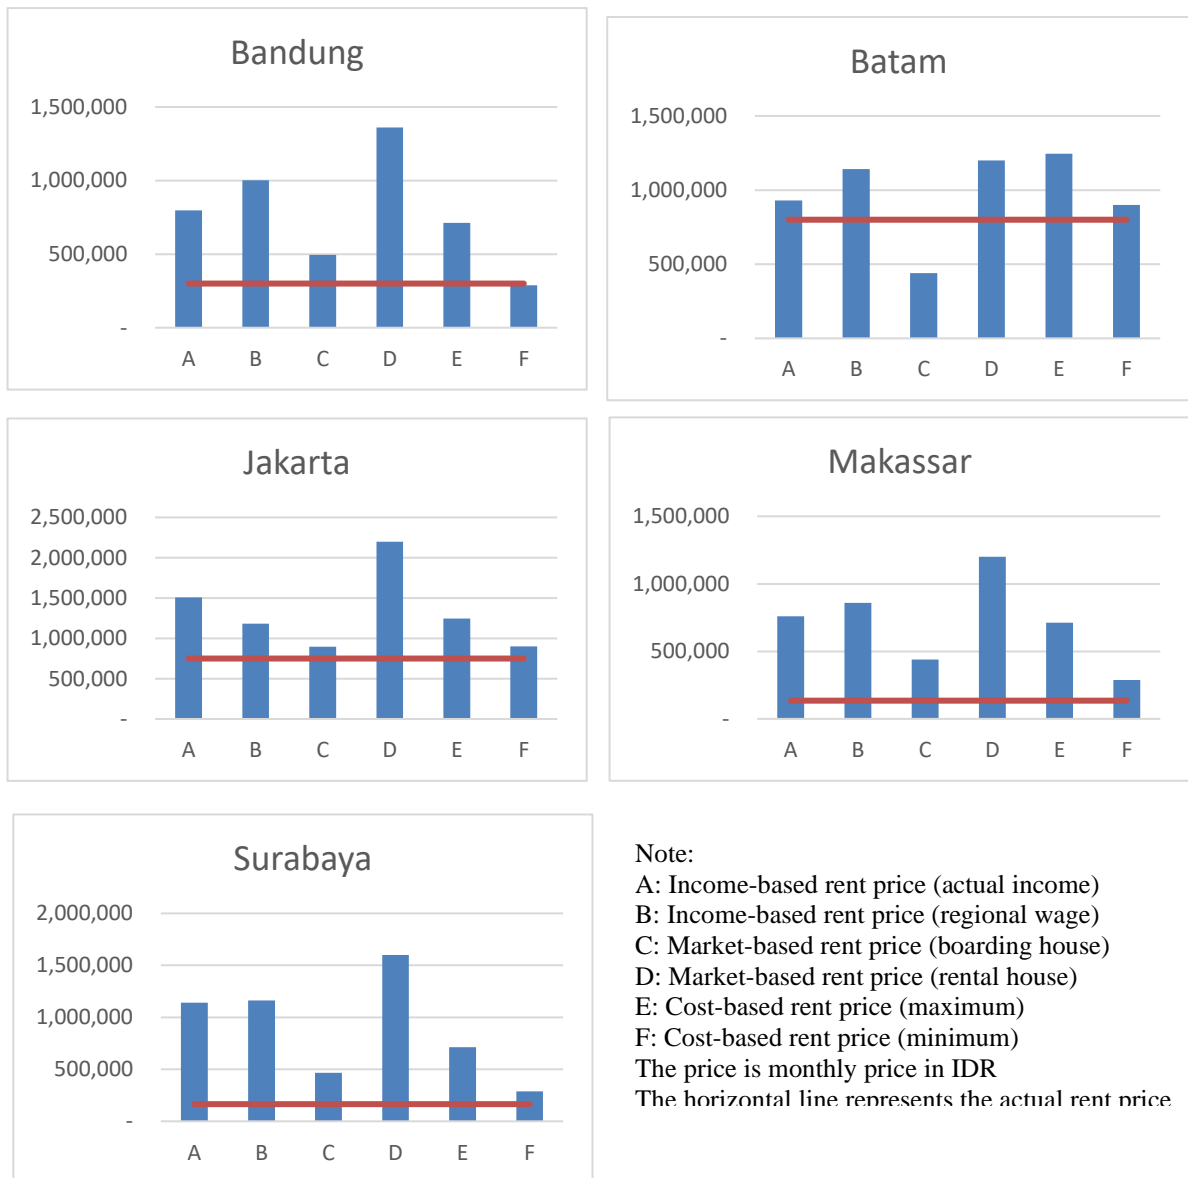 Bandung
1,500,000
1,000,000
500,000
-
A B C D E F
Batam
1,500,000
1,000,000
500,000
-
A B C D E F
Jakarta
2,500,000
2,000,000
1,500,000
1,000,000
500,000
-
A B C D E F
Makassar
1,500,000
1,000,000
500,000
-
A B C D E F
Surabaya
2,000,000
1,500,000
1,000,000
500,000
-
A B C D E F
Note:
A: Income-based rent price (actual income)
B: Income-based rent price (regional wage)
C: Market-based rent price (boarding house)
D: Market-based rent price (rental house)
E: Cost-based rent price (maximum)
F: Cost-based rent price (minimum)
The price is monthly price in IDR
The horizontal line represents the actual rent price